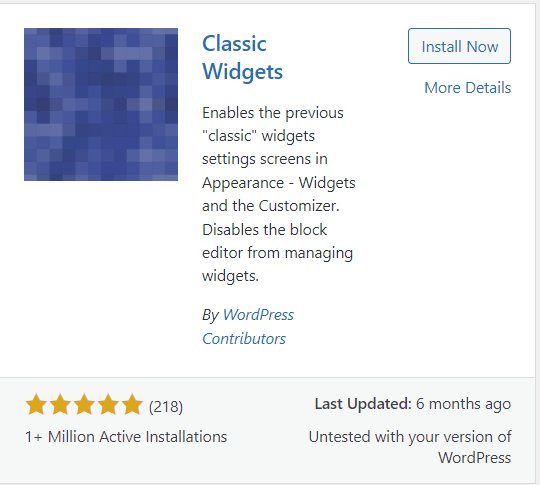 Classic
Widgets
Install Now
More Details
Enables the previous
"classic" widgets
settings screens in
Appearance - Widgets
and the Customizer.
Disables the block
editor from managing
widgets.
By WordPress
Contributors
(218)
1+ Million Active Installations
Last Updated: 6 months ago
Untested with your version of
WordPress